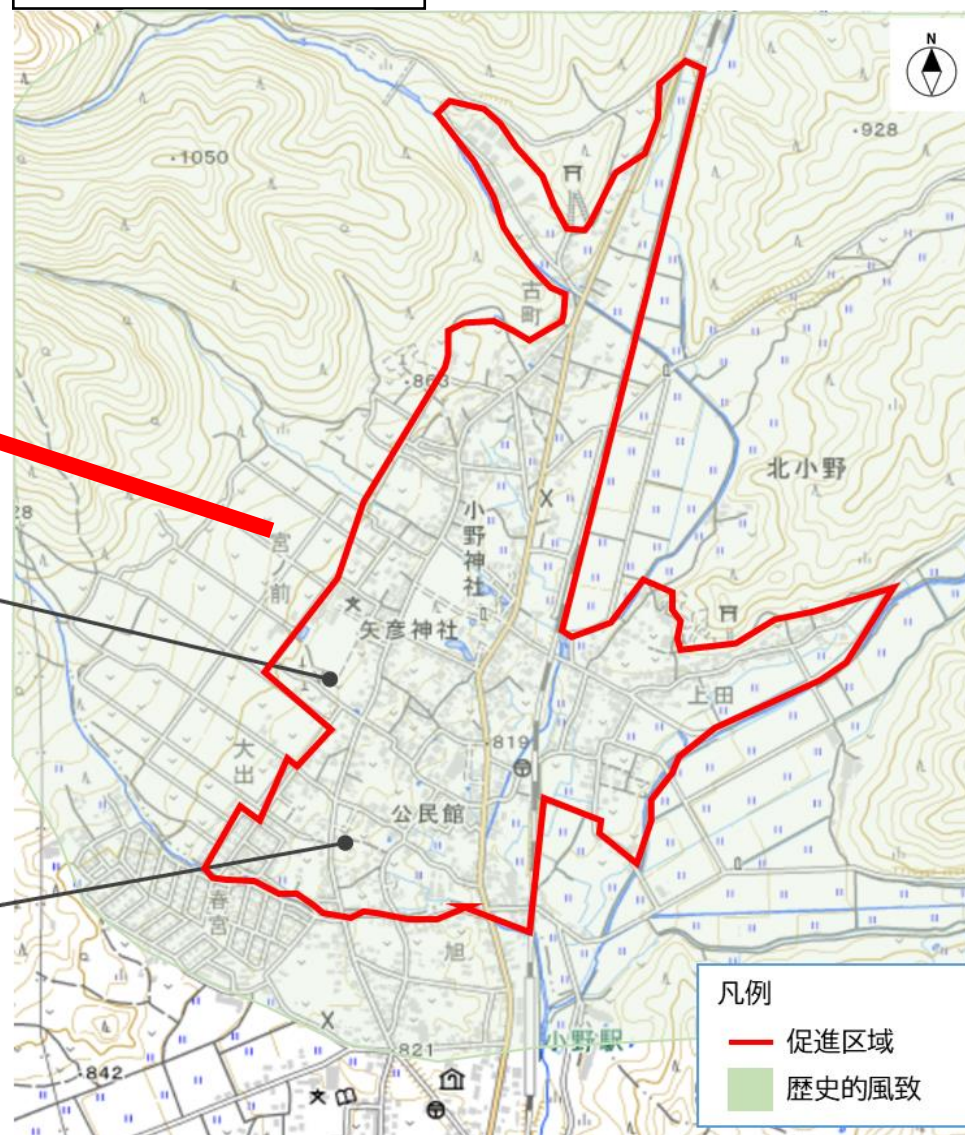 N
・928
・1050
古町
・863
北小野
28
小野神社
宮ノ前
矢彦神社
上田
大出
・819
公民館
春宮
旭
小野駅
821
・842
凡例
促進区域
歴史的風致